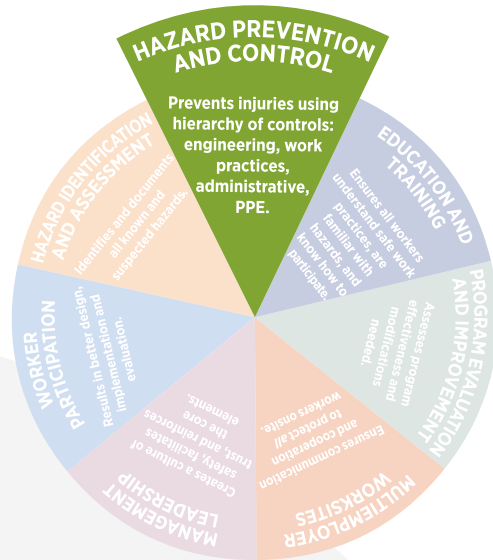 HAZARD PREVENTION
AND CONTROL
Prevents injuries using
hierarchy of controls:
engineering, work
practices,
administrative,
PPE.
EDUCATION AND
TRAINING
Ensures all workers
understand safe work
practices, are
familiar with
hazards, and
know how to
participate.
PROGRAM EVALUATION
AND IMPROVEMENT
Assesses program
effectiveness and
modifications
needed.
MULTIEMPLOYER
WORKSITES
Ensures communication
and cooperation
to protect all
workers onsite.
MANAGEMENT
LEADERSHIP
Creates a culture of
safety, facilitates
trust, and reinforces
the core
elements.
WORKER
PARTICIPATION
Results in better design,
implementation and
evaluation.
HAZARD IDENTIFICATION
AND ASSESSMENT
Identifies and documents
all known and
suspected hazards.